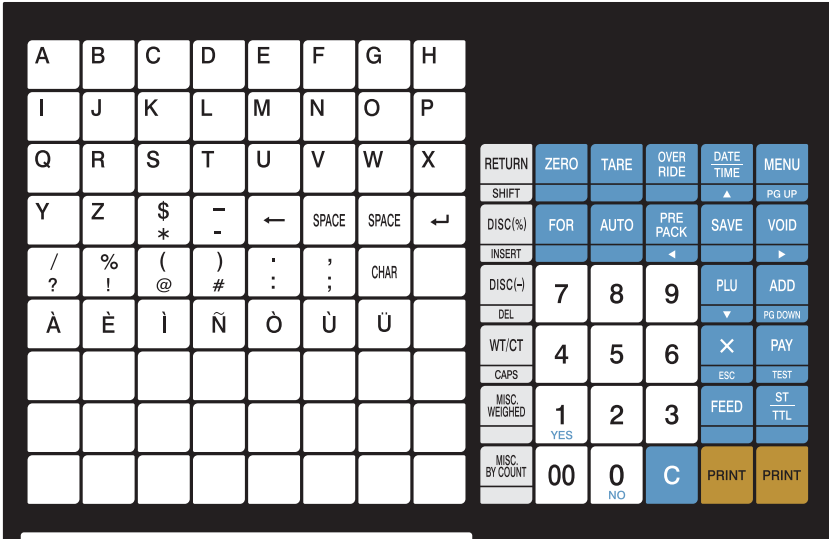 A B C D E F G H
I J K L M N O P
Q R S T U V W X
Y Z $ * – - ← SPACE SPACE ↵
/ ? % ! ( @ ) # . : , ; CHAR
À È Ì Ñ Ò Ù Ü
RETURN ZERO TARE OVER RIDE DATE TIME MENU
SHIFT ▲ PG UP
DISC(%) FOR AUTO PRE PACK SAVE VOID
INSERT ◀ ▶
DISC(–) 7 8 9 PLU ADD
DEL ▼ PG DOWN
WT/CT 4 5 6 × PAY
CAPS ESC TEST
MISC. WEIGHED 1 2 3 FEED ST TTL
YES
MISC. BY COUNT 00 0 C PRINT PRINT
NO